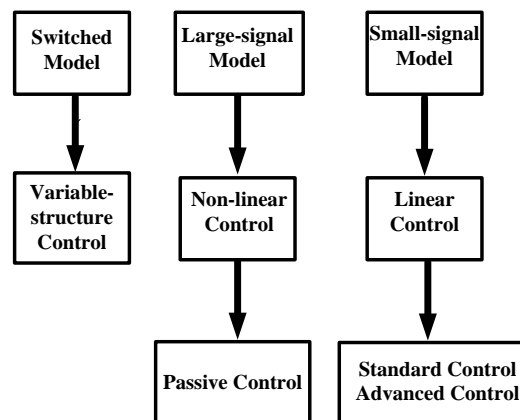 Switched
Model
Large-signal
Model
Small-signal
Model
Variable-
structure
Control
Non-linear
Control
Linear
Control
Passive Control
Standard Control
Advanced Control